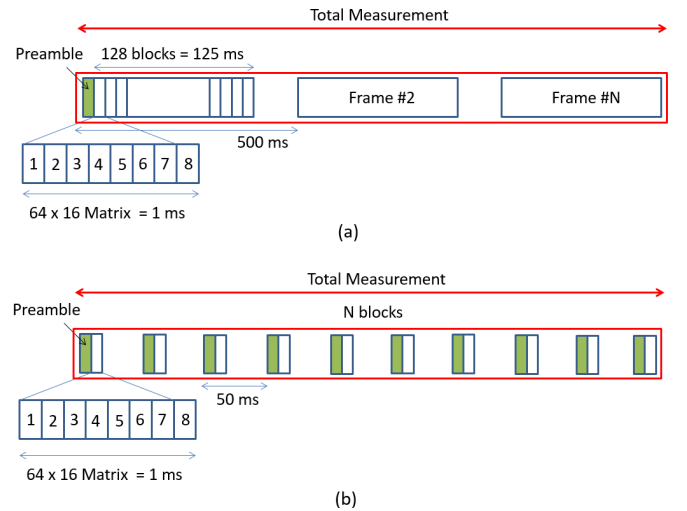 Total Measurement
Preamble
128 blocks = 125 ms
Frame #2
Frame #N
500 ms
1 2 3 4 5 6 7 8
64 x 16 Matrix = 1 ms
(a)
Total Measurement
Preamble
N blocks
50 ms
1 2 3 4 5 6 7 8
64 x 16 Matrix = 1 ms
(b)